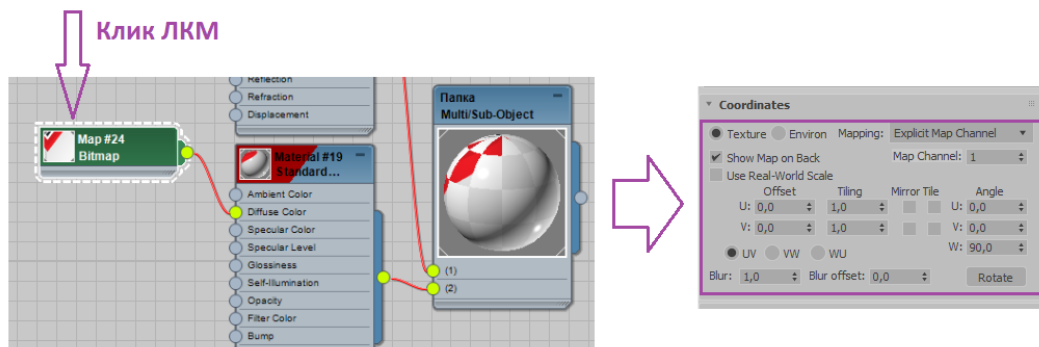 Клик ЛКМ
Reflection
Refraction
Displacement
Map #24
Bitmap
Material #19
Standard...
Ambient Color
Diffuse Color
Specular Color
Specular Level
Glossiness
Self-Illumination
Opacity
Filter Color
Bump
Папка
Multi/Sub-Object
(1)
(2)
Coordinates
Texture Environ Mapping: Explicit Map Channel
Show Map on Back Map Channel: 1
Use Real-World Scale
Offset Tiling Mirror Tile Angle
U: 0,0 1,0 U: 0,0
V: 0,0 1,0 V: 0,0
W: 90,0
UV VW WU
Blur: 1,0 Blur offset: 0,0 Rotate